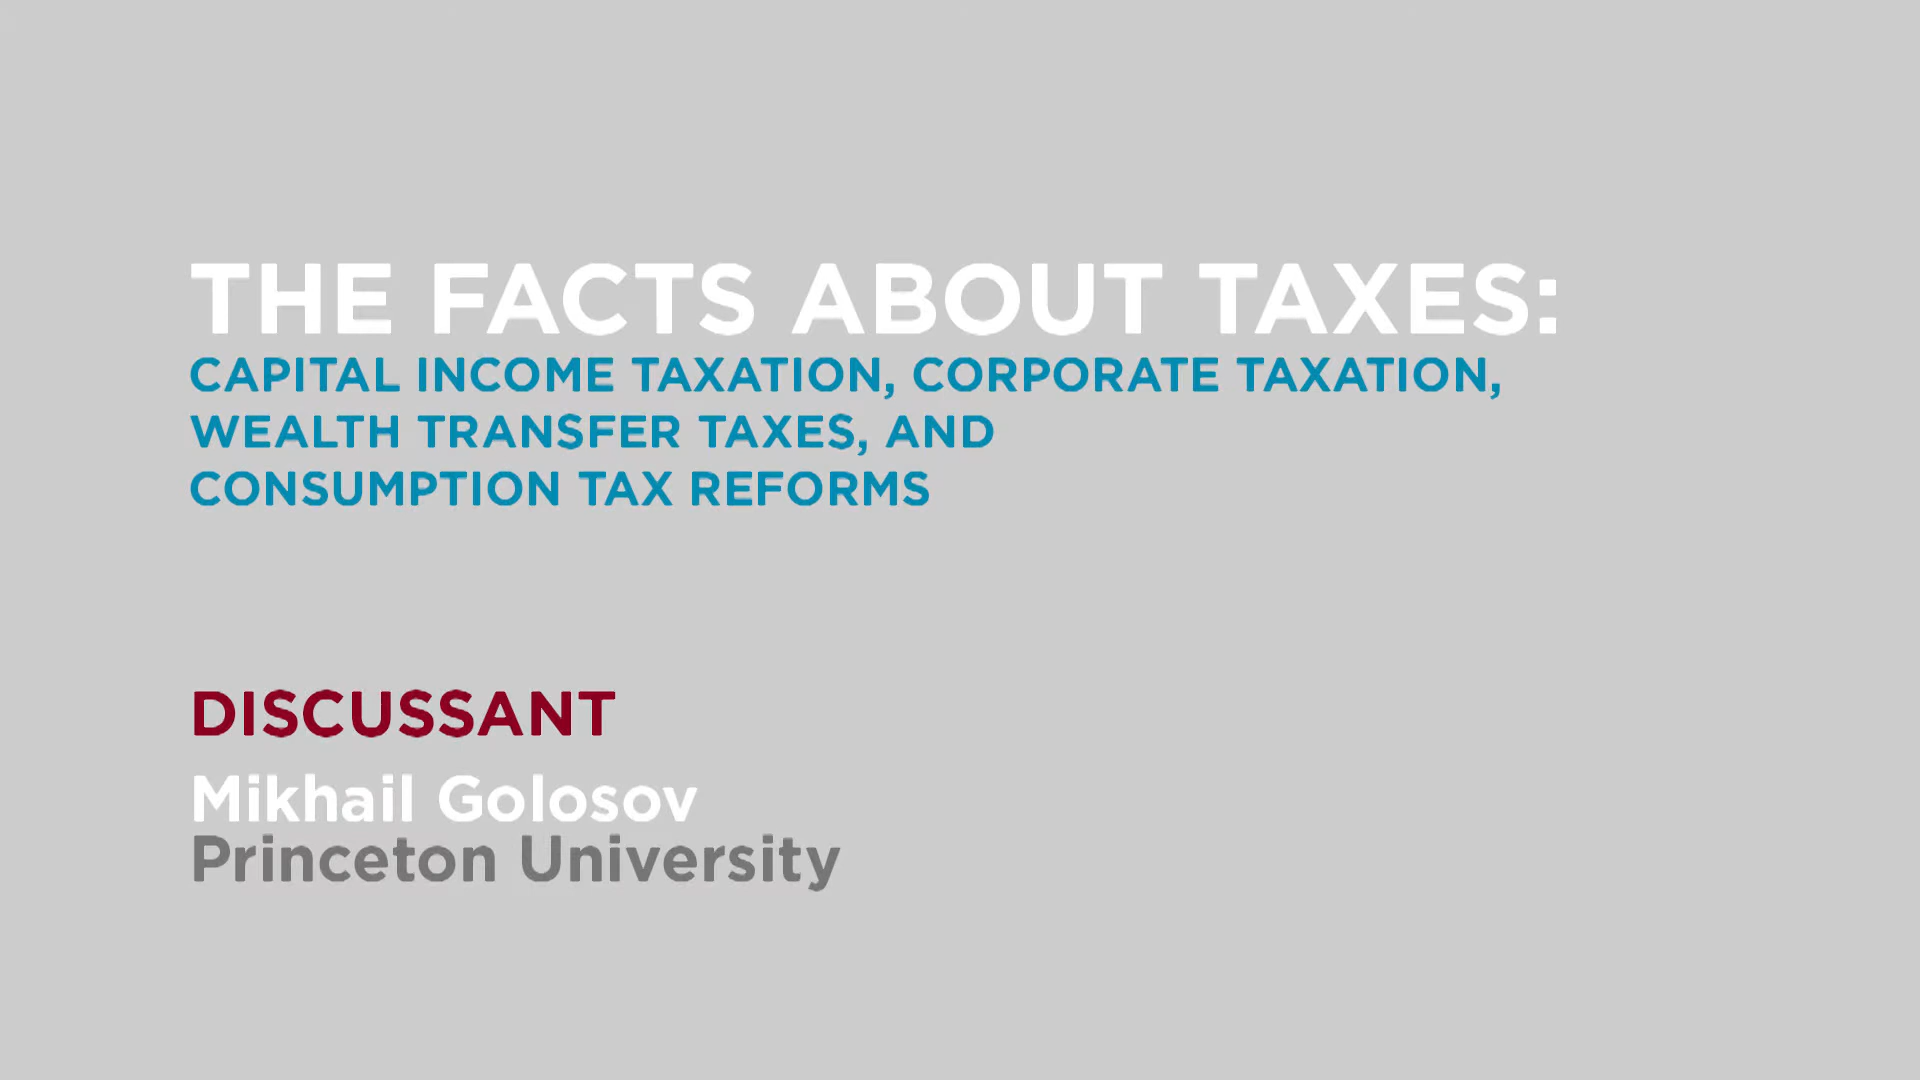 THE FACTS ABOUT TAXES:
CAPITAL INCOME TAXATION, CORPORATE TAXATION,
WEALTH TRANSFER TAXES, AND
CONSUMPTION TAX REFORMS
DISCUSSANT
Mikhail Golosov
Princeton University